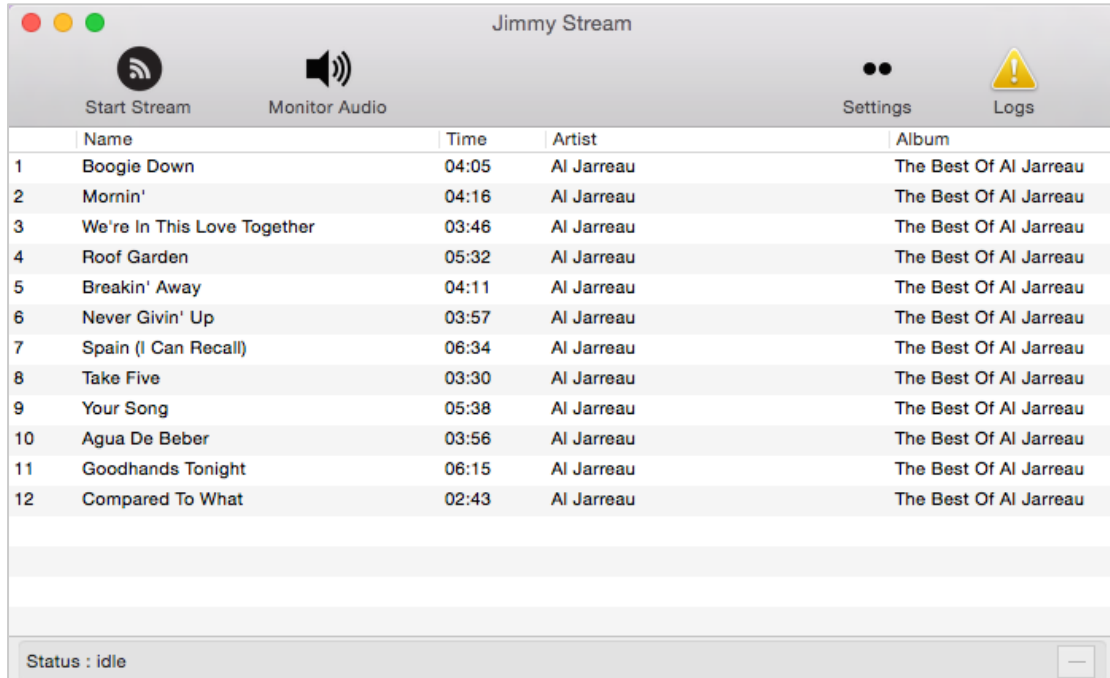 Jimmy Stream
Start Stream Monitor Audio Settings Logs
Name Time Artist Album
1 Boogie Down 04:05 Al Jarreau The Best Of Al Jarreau
2 Mornin' 04:16 Al Jarreau The Best Of Al Jarreau
3 We're In This Love Together 03:46 Al Jarreau The Best Of Al Jarreau
4 Roof Garden 05:32 Al Jarreau The Best Of Al Jarreau
5 Breakin' Away 04:11 Al Jarreau The Best Of Al Jarreau
6 Never Givin' Up 03:57 Al Jarreau The Best Of Al Jarreau
7 Spain (I Can Recall) 06:34 Al Jarreau The Best Of Al Jarreau
8 Take Five 03:30 Al Jarreau The Best Of Al Jarreau
9 Your Song 05:38 Al Jarreau The Best Of Al Jarreau
10 Agua De Beber 03:56 Al Jarreau The Best Of Al Jarreau
11 Goodhands Tonight 06:15 Al Jarreau The Best Of Al Jarreau
12 Compared To What 02:43 Al Jarreau The Best Of Al Jarreau
Status : idle